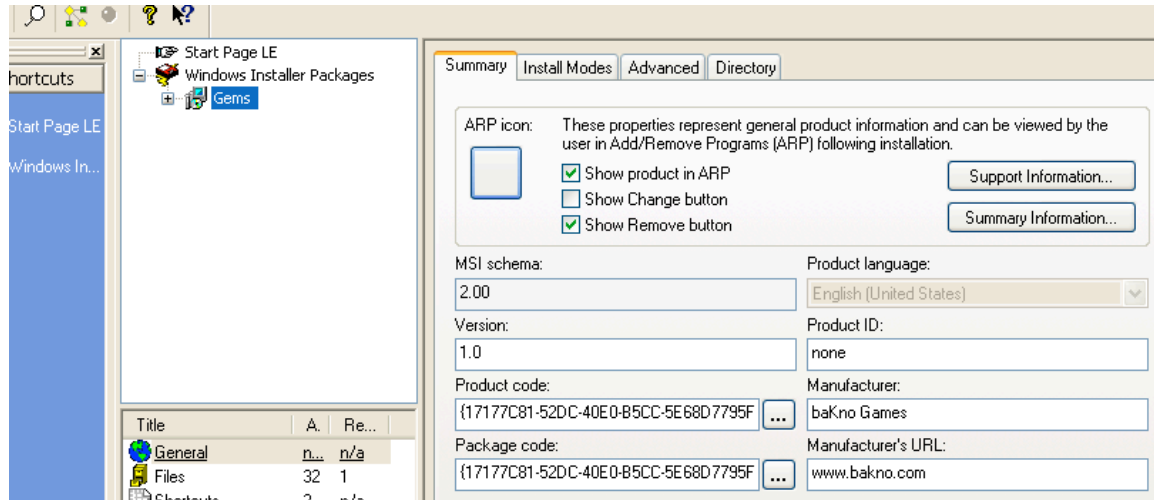 hortcuts
Start Page LE
Windows In...
Start Page LE
Windows Installer Packages
Gems
Title A. Re...
General n... n/a
Files 32 1
Summary Install Modes Advanced Directory
ARP icon:
These properties represent general product information and can be viewed by the
user in Add/Remove Programs (ARP) following installation.
Show product in ARP
Show Change button
Show Remove button
Support Information...
Summary Information...
MSI schema: Product language:
2.00 English (United States)
Version: Product ID:
1.0 none
Product code: Manufacturer:
{17177C81-52DC-40E0-B5CC-5E68D7795F ... baKno Games
Package code: Manufacturer's URL:
{17177C81-52DC-40E0-B5CC-5E68D7795F ... www.bakno.com